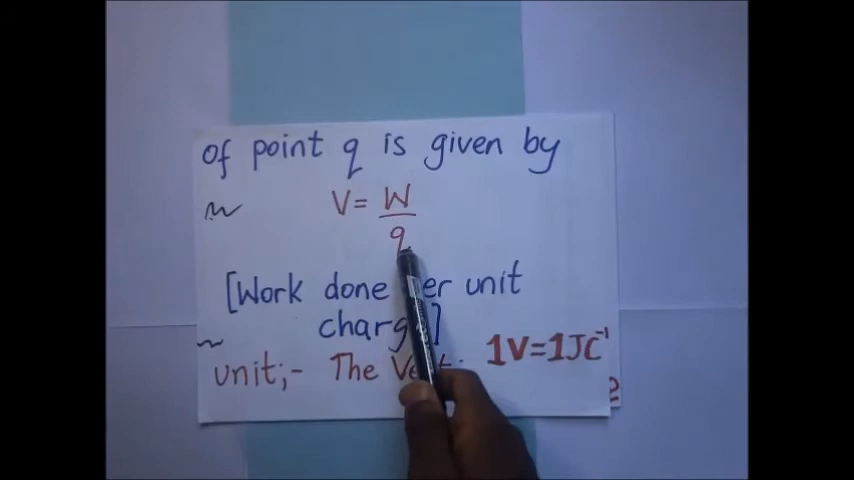 of point q is given by
V = W
q
[Work done per unit
charge]
unit;- The Volt; 1V=1JC⁻¹